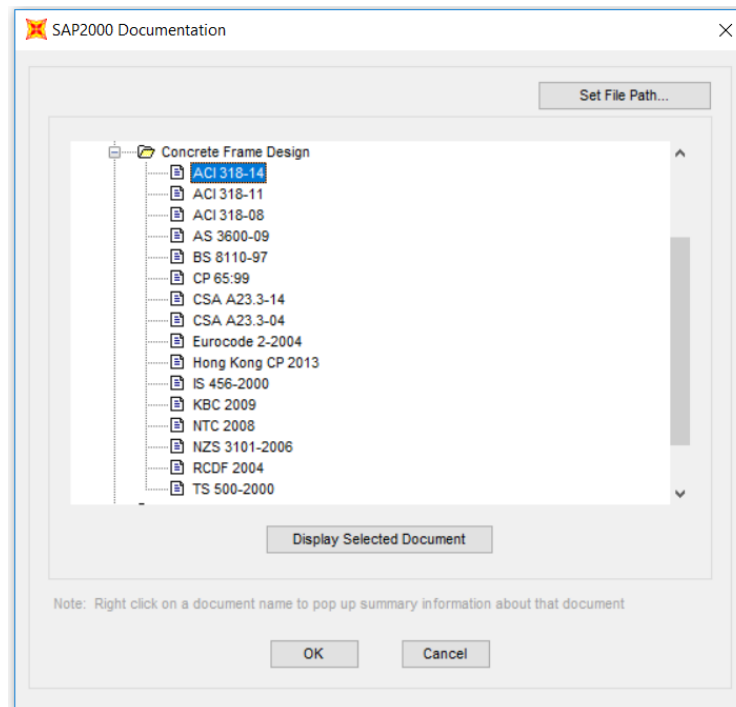 SAP2000 Documentation
Set File Path...
Concrete Frame Design
ACI 318-14
ACI 318-11
ACI 318-08
AS 3600-09
BS 8110-97
CP 65:99
CSA A23.3-14
CSA A23.3-04
Eurocode 2-2004
Hong Kong CP 2013
IS 456-2000
KBC 2009
NTC 2008
NZS 3101-2006
RCDF 2004
TS 500-2000
Display Selected Document
Note: Right click on a document name to pop up summary information about that document
OK Cancel